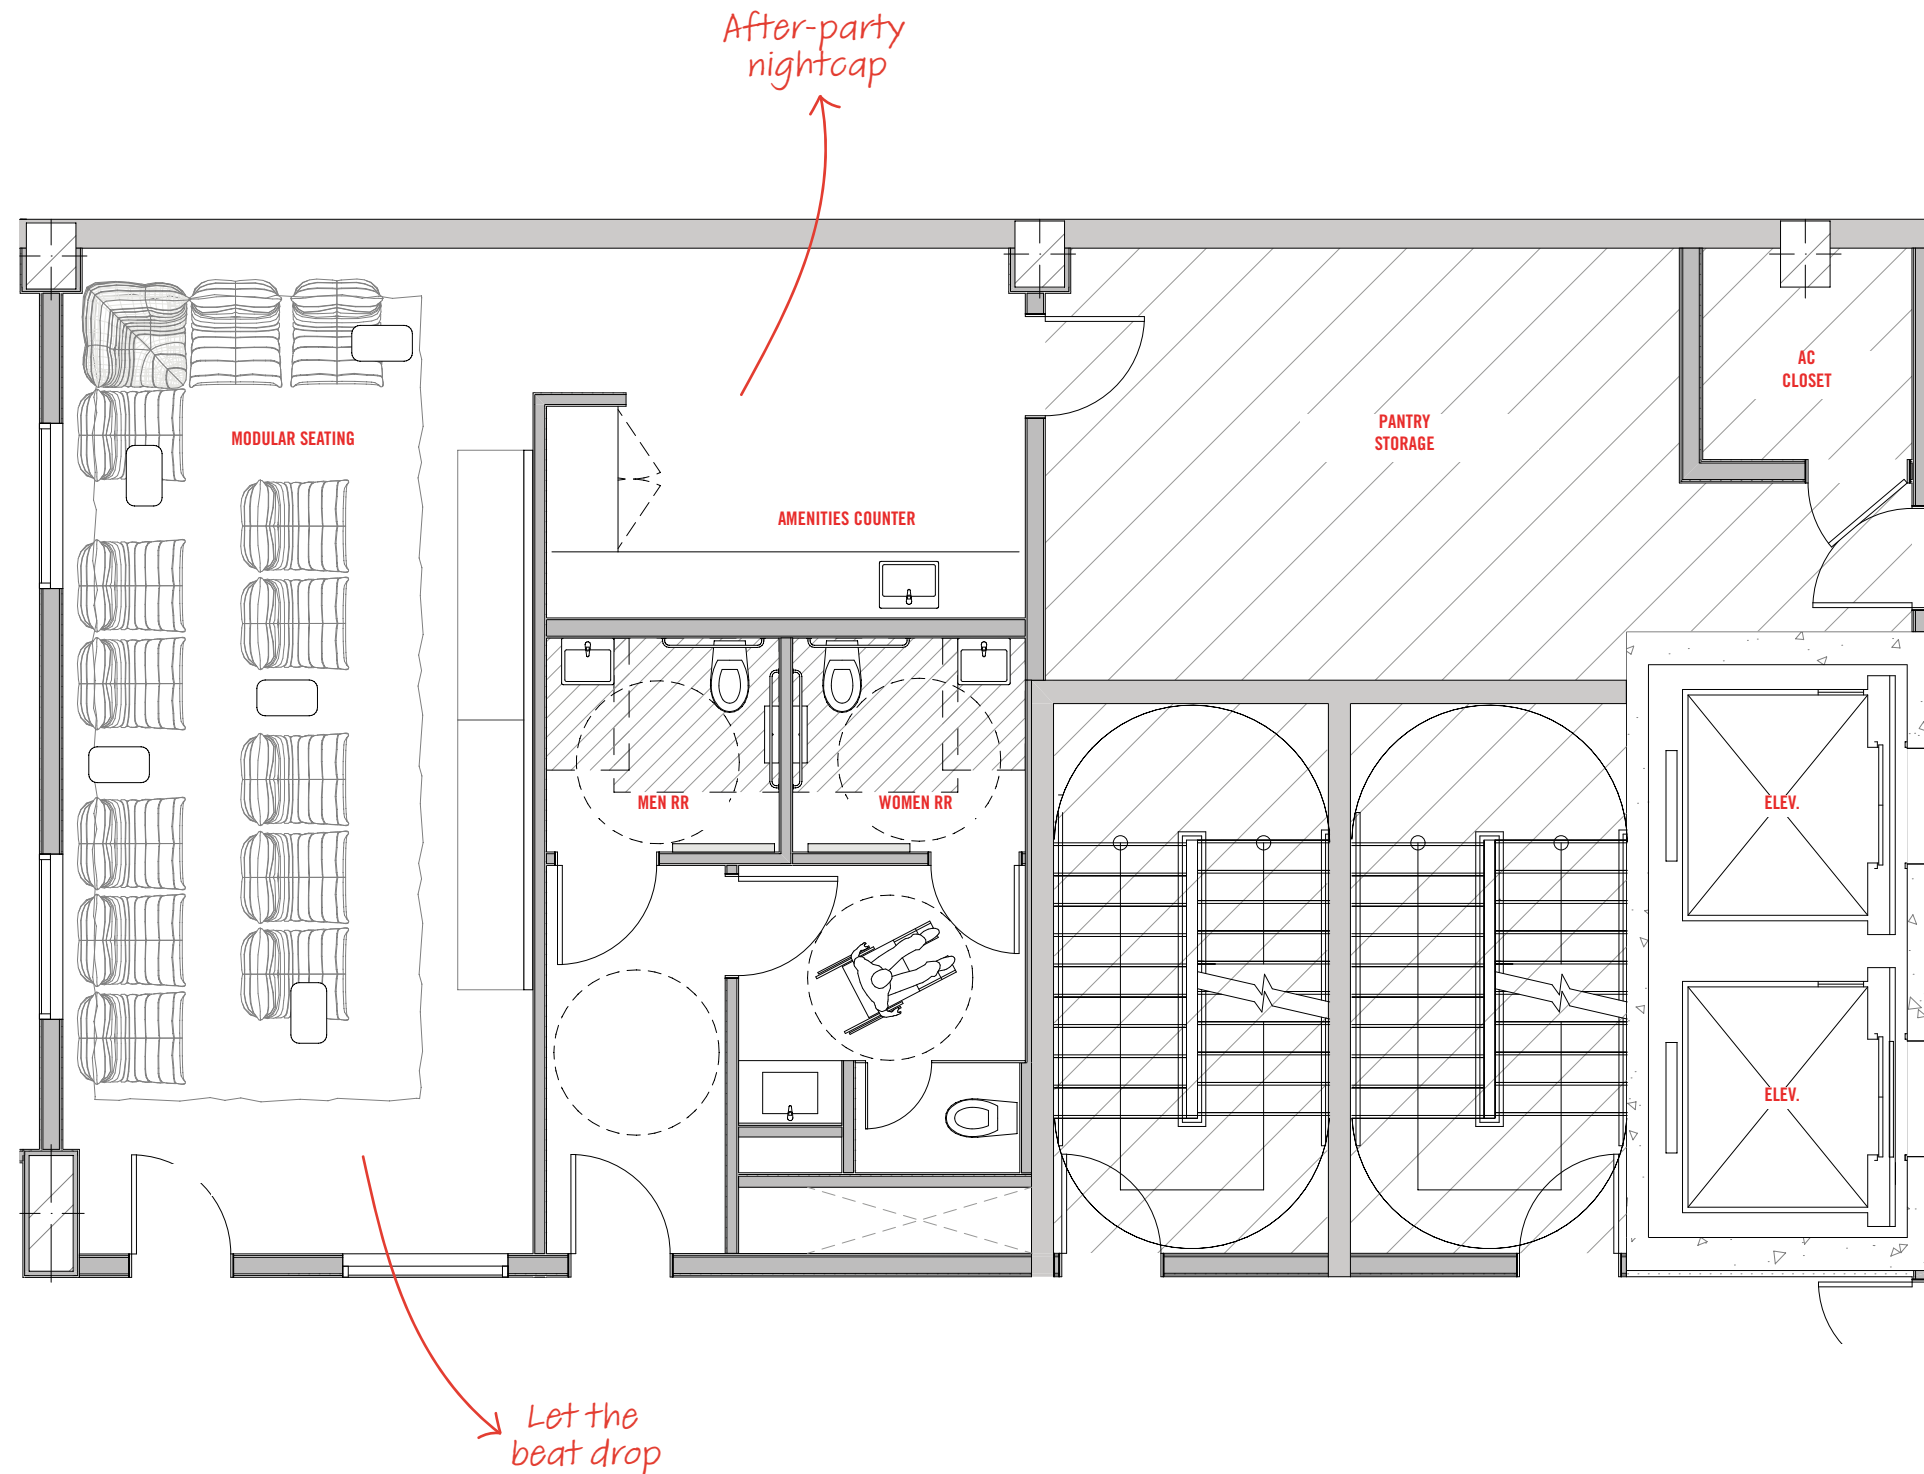 After-party
nightcap
AC
CLOSET
PANTRY
STORAGE
MODULAR SEATING
AMENITIES COUNTER
MEN RR
WOMEN RR
ELEV.
ELEV.
Let the
beat drop